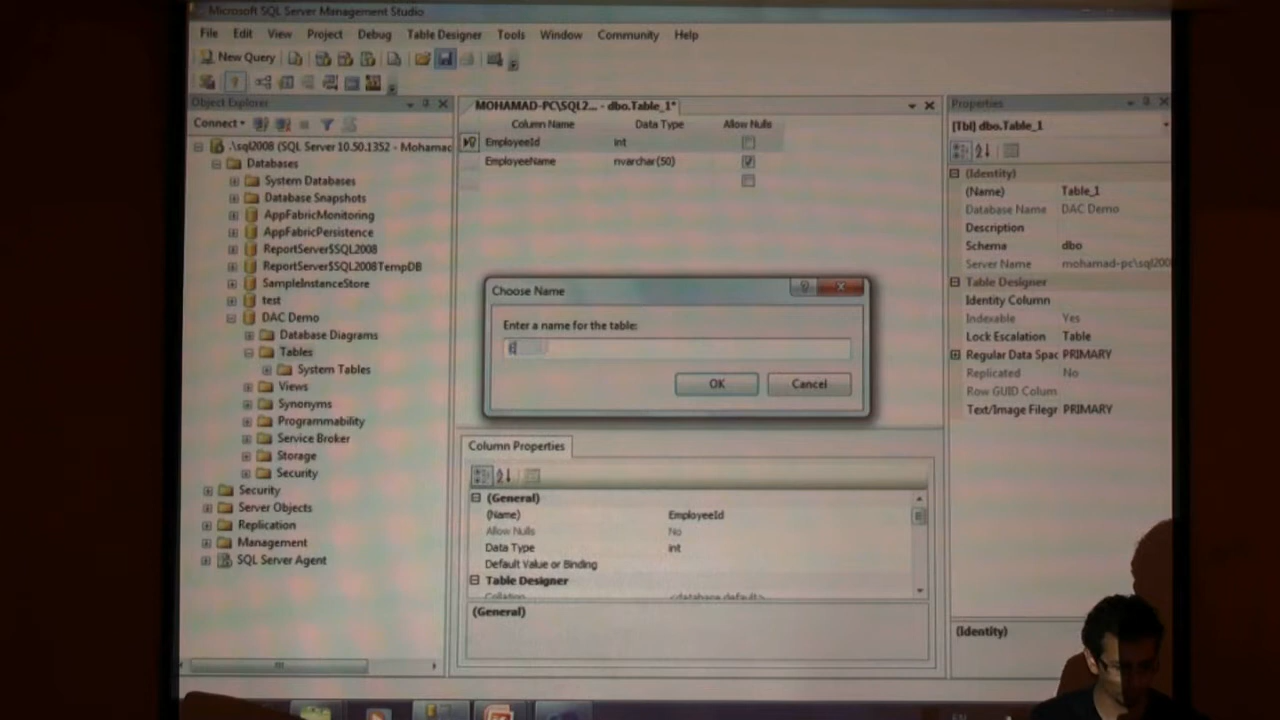 Microsoft SQL Server Management Studio
File Edit View Project Debug Table Designer Tools Window Community Help
New Query
Object Explorer
Connect
.\sql2008 (SQL Server 10.50.1352 - Mohamad
Databases
System Databases
Database Snapshots
AppFabricMonitoring
AppFabricPersistence
ReportServer$SQL2008
ReportServer$SQL2008TempDB
SampleInstanceStore
test
DAC Demo
Database Diagrams
Tables
System Tables
Views
Synonyms
Programmability
Service Broker
Storage
Security
Security
Server Objects
Replication
Management
SQL Server Agent
MOHAMAD-PC\SQL2... - dbo.Table_1*
Column Name Data Type Allow Nulls
EmployeeId int
EmployeeName nvarchar(50)
Choose Name
Enter a name for the table:
OK Cancel
Column Properties
(General)
(Name) EmployeeId
Allow Nulls No
Data Type int
Default Value or Binding
Table Designer
Collation <database default>
(General)
Properties
[Tbl] dbo.Table_1
(Identity)
(Name) Table_1
Database Name DAC Demo
Description
Schema dbo
Server Name mohamad-pc\sql200
Table Designer
Identity Column
Indexable Yes
Lock Escalation Table
Regular Data Spac PRIMARY
Replicated No
Row GUID Colum
Text/Image Filegr PRIMARY
(Identity)